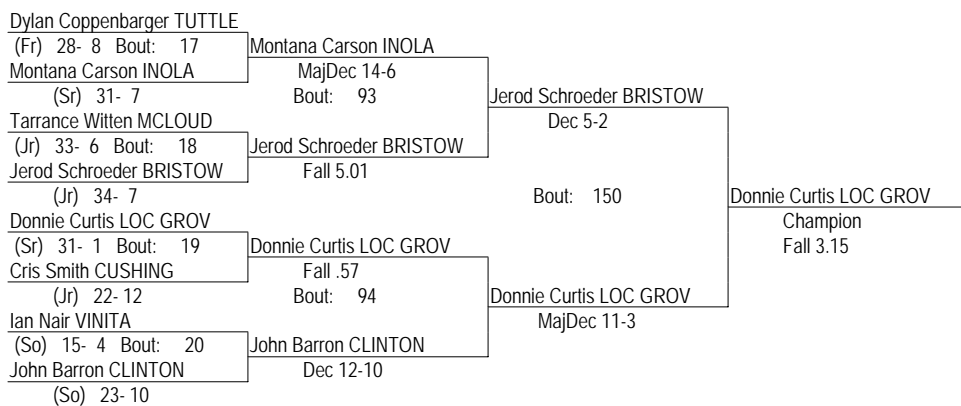 Dylan Coppenbarger TUTTLE
(Fr) 28- 8 Bout: 17
Montana Carson INOLA
(Sr) 31- 7
Tarrance Witten MCLOUD
(Jr) 33- 6 Bout: 18
Jerod Schroeder BRISTOW
(Jr) 34- 7
Donnie Curtis LOC GROV
(Sr) 31- 1 Bout: 19
Cris Smith CUSHING
(Jr) 22- 12
Ian Nair VINITA
(So) 15- 4 Bout: 20
John Barron CLINTON
(So) 23- 10
Montana Carson INOLA
MajDec 14-6
Bout: 93
Jerod Schroeder BRISTOW
Fall 5.01
Donnie Curtis LOC GROV
Fall .57
Bout: 94
John Barron CLINTON
Dec 12-10
Jerod Schroeder BRISTOW
Dec 5-2
Bout: 150
Donnie Curtis LOC GROV
MajDec 11-3
Donnie Curtis LOC GROV
Champion
Fall 3.15